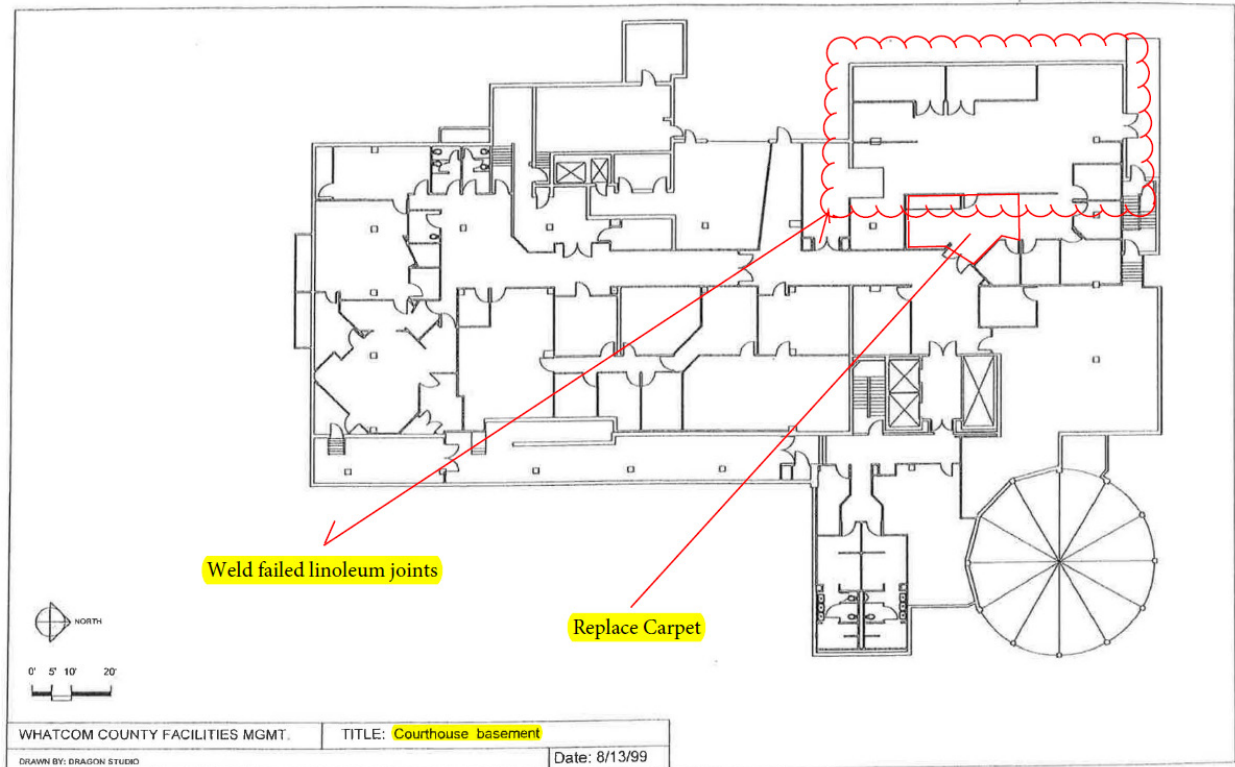 Weld failed linoleum joints
Replace Carpet
NORTH
0' 5' 10' 20'
WHATCOM COUNTY FACILITIES MGMT.
TITLE: Courthouse basement
DRAWN BY: DRAGON STUDIO
Date: 8/13/99